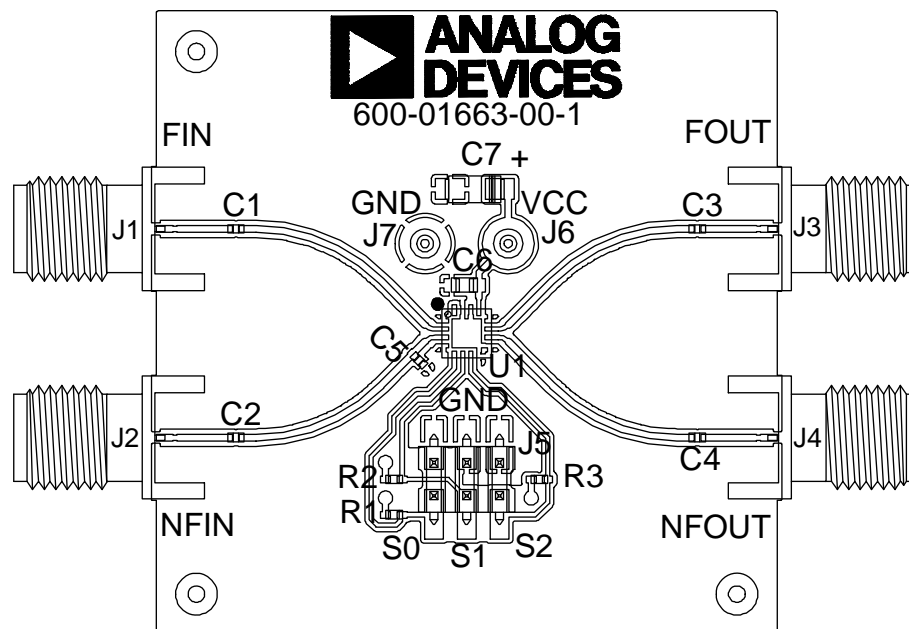 ANALOG
DEVICES
600-01663-00-1
FIN
FOUT
C7 +
GND
VCC
C1
C3
J1
J7
J6
J3
C6
C5
U1
GND
C2
J2
J5
J4
C4
R2
R3
R1
NFIN
NFOUT
S0
S1
S2